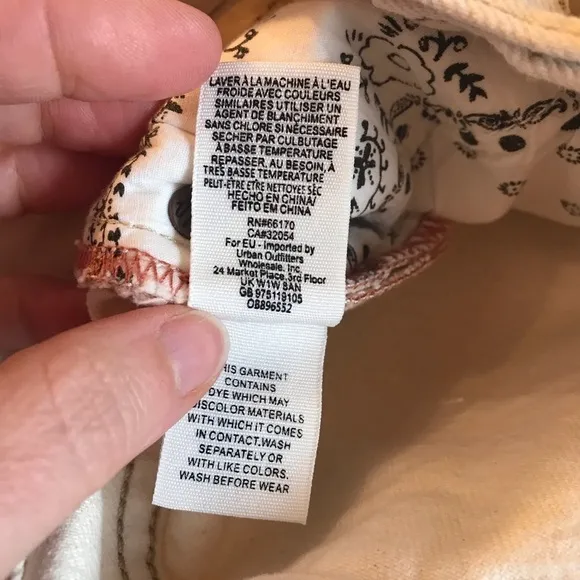 LAVER À LA MACHINE À L'EAU
FROIDE AVEC COULEURS
SIMILAIRES UTILISER UN
AGENT DE BLANCHIMENT
SANS CHLORE SI NÉCESSAIRE
SÉCHER PAR CULBUTAGE
À BASSE TEMPERATURE
REPASSER, AU BESOIN, À
TRÈS BASSE TEMPERATURE
PEUT-ÊTRE ETRE NETTOYÉE SEC
HECHO EN CHINA/
FEITO EM CHINA
RN#66170
CA#32054
For EU - Imported by
Urban Outfitters
Wholesale, Inc.
24 Market Place,3rd Floor
UK W1W 8AN
GB 975118105
OB896552
THIS GARMENT
CONTAINS
DYE WHICH MAY
DISCOLOR MATERIALS
WITH WHICH IT COMES
IN CONTACT.WASH
SEPARATELY OR
WITH LIKE COLORS.
WASH BEFORE WEAR